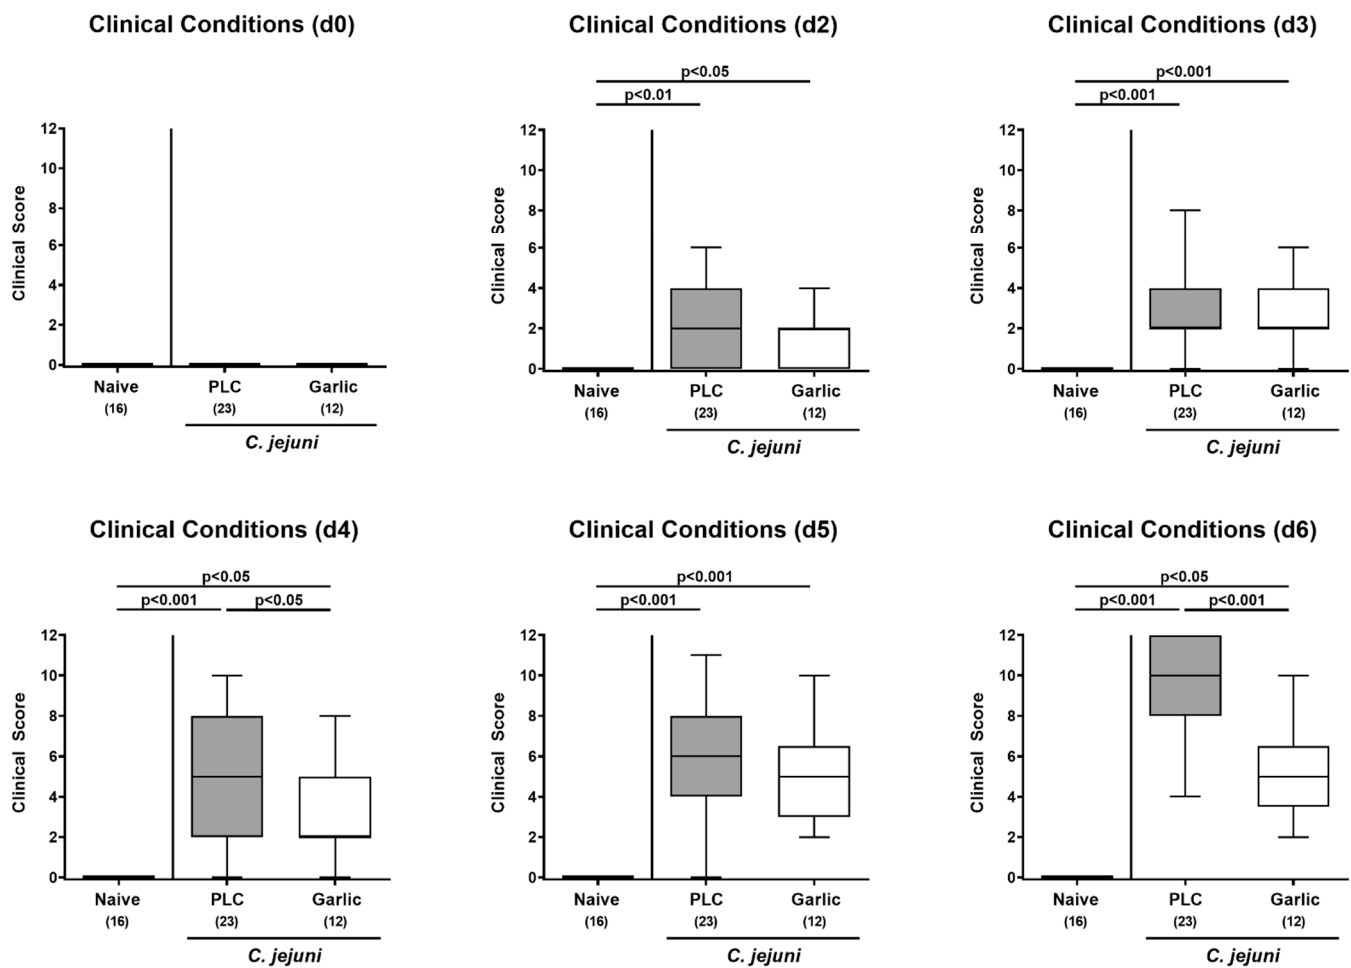 Clinical Conditions (d0)
Clinical Score
12
10
8
6
4
2
0
Naive
PLC
Garlic
(16)
(23)
(12)
C. jejuni
Clinical Conditions (d2)
p<0.05
p<0.01
Clinical Score
12
10
8
6
4
2
0
Naive
PLC
Garlic
(16)
(23)
(12)
C. jejuni
Clinical Conditions (d3)
p<0.001
p<0.001
Clinical Score
12
10
8
6
4
2
0
Naive
PLC
Garlic
(16)
(23)
(12)
C. jejuni
Clinical Conditions (d4)
p<0.05
p<0.001
p<0.05
Clinical Score
12
10
8
6
4
2
0
Naive
PLC
Garlic
(16)
(23)
(12)
C. jejuni
Clinical Conditions (d5)
p<0.001
p<0.001
Clinical Score
12
10
8
6
4
2
0
Naive
PLC
Garlic
(16)
(23)
(12)
C. jejuni
Clinical Conditions (d6)
p<0.05
p<0.001
p<0.001
Clinical Score
12
10
8
6
4
2
0
Naive
PLC
Garlic
(16)
(23)
(12)
C. jejuni